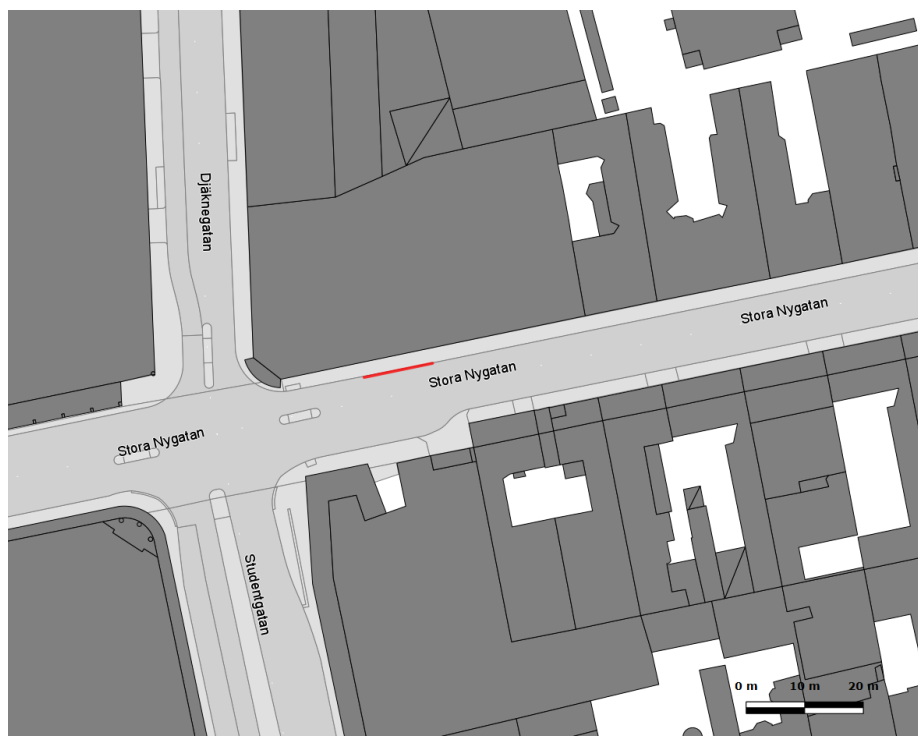 Djäknegatan
Stora Nygatan
Stora Nygatan
Stora Nygatan
Studentgatan
0 m 10 m 20 m